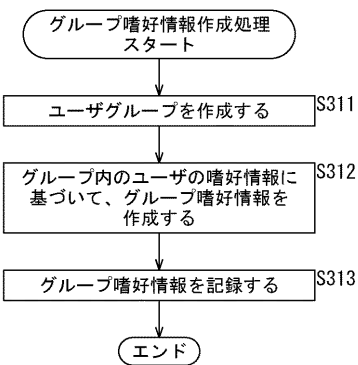 グループ嗜好情報作成処理
スタート
ユーザグループを作成する
S311
グループ内のユーザの嗜好情報に
基づいて、グループ嗜好情報を
作成する
S312
グループ嗜好情報を記録する
S313
エンド